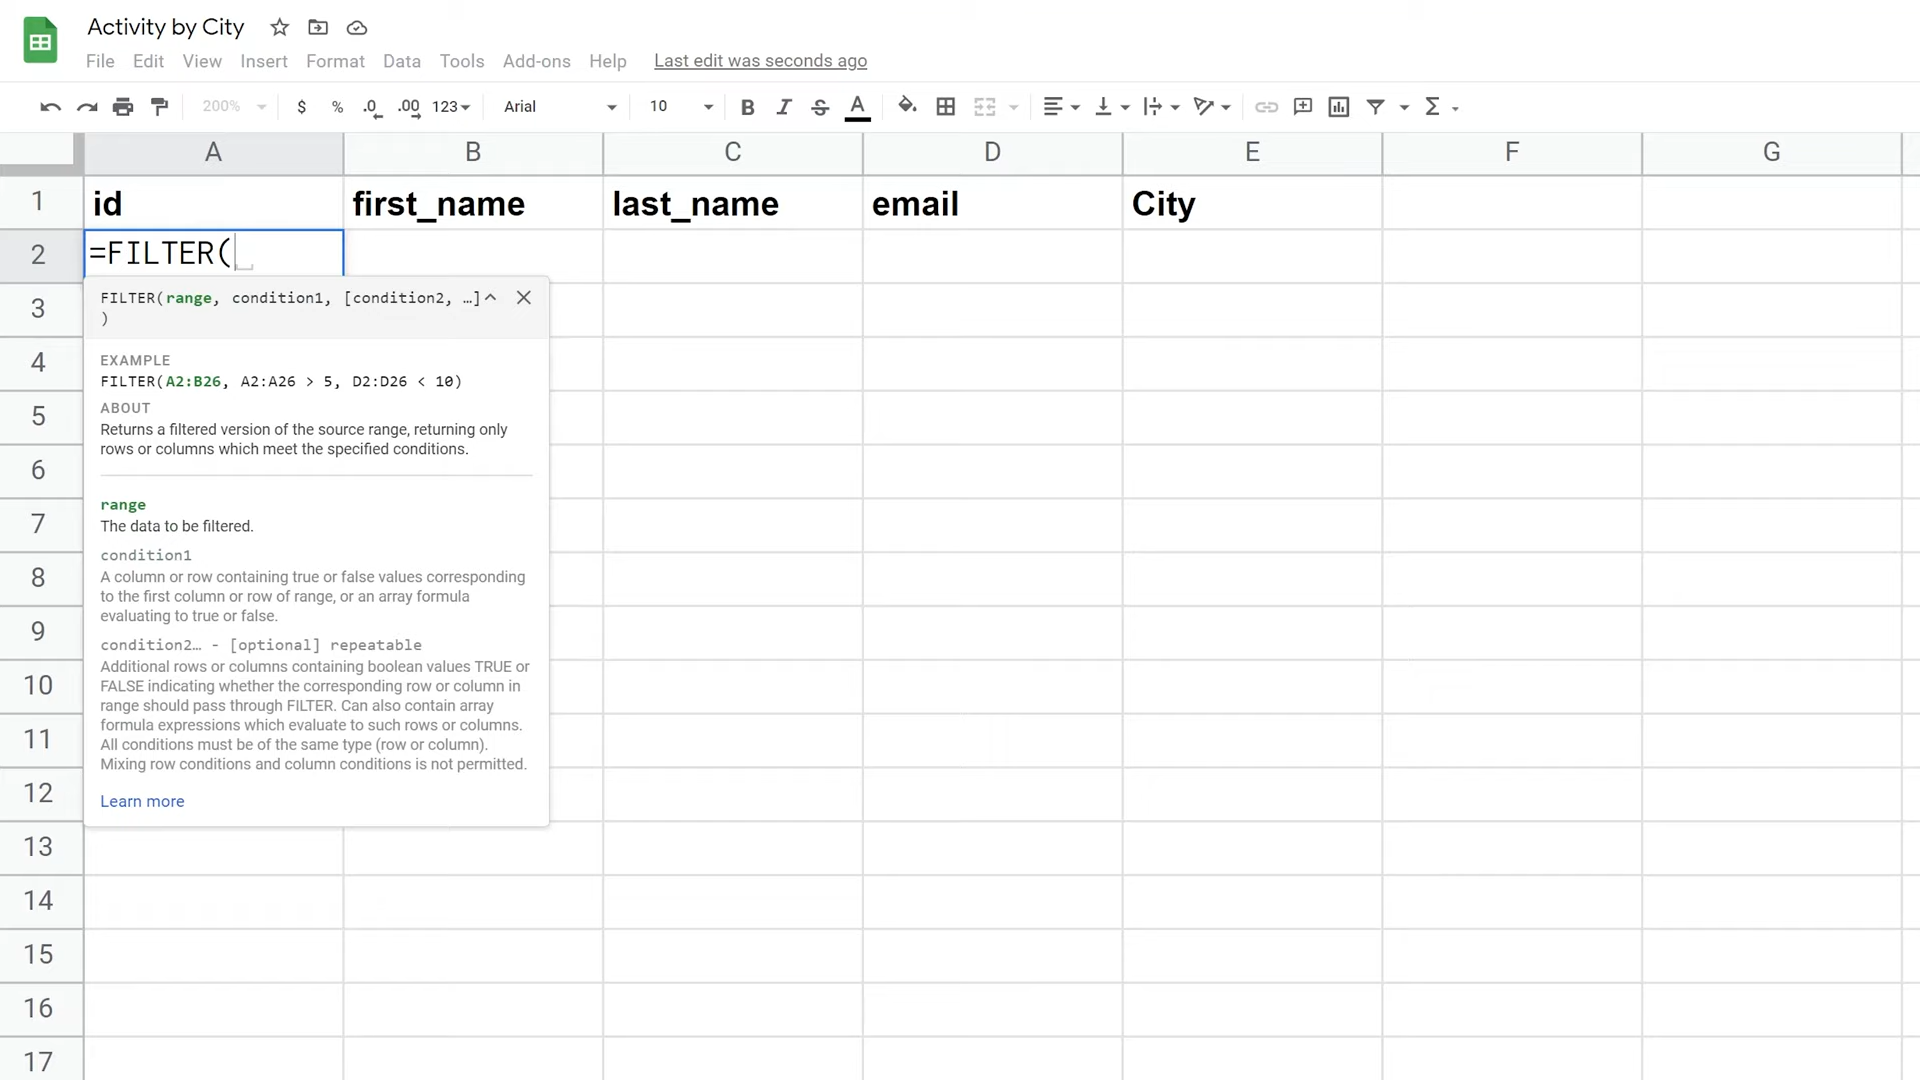 Activity by City
File Edit View Insert Format Data Tools Add-ons Help Last edit was seconds ago
200% $ % .0 .00 123 Arial 10 B I S A Σ
A B C D E F G
1 id first_name last_name email City
2 =FILTER(
FILTER(range, condition1, [condition2, …]
)
3
EXAMPLE
4
FILTER(A2:B26, A2:A26 > 5, D2:D26 < 10)
ABOUT
5
Returns a filtered version of the source range, returning only
rows or columns which meet the specified conditions.
6
range
7
The data to be filtered.
condition1
8
A column or row containing true or false values corresponding
to the first column or row of range, or an array formula
evaluating to true or false.
9
condition2… - [optional] repeatable
Additional rows or columns containing boolean values TRUE or
10
FALSE indicating whether the corresponding row or column in
range should pass through FILTER. Can also contain array
formula expressions which evaluate to such rows or columns.
11
All conditions must be of the same type (row or column).
Mixing row conditions and column conditions is not permitted.
12
Learn more
13
14
15
16
17